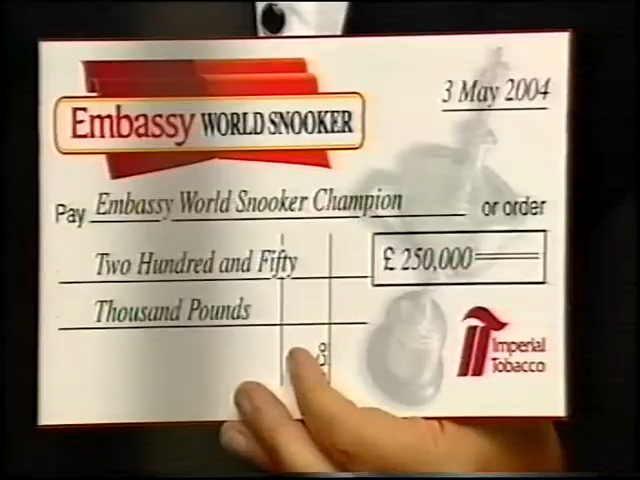 Embassy WORLD SNOOKER
3 May 2004
Pay Embassy World Snooker Champion or order
Two Hundred and Fifty £ 250,000
Thousand Pounds
Imperial
Tobacco